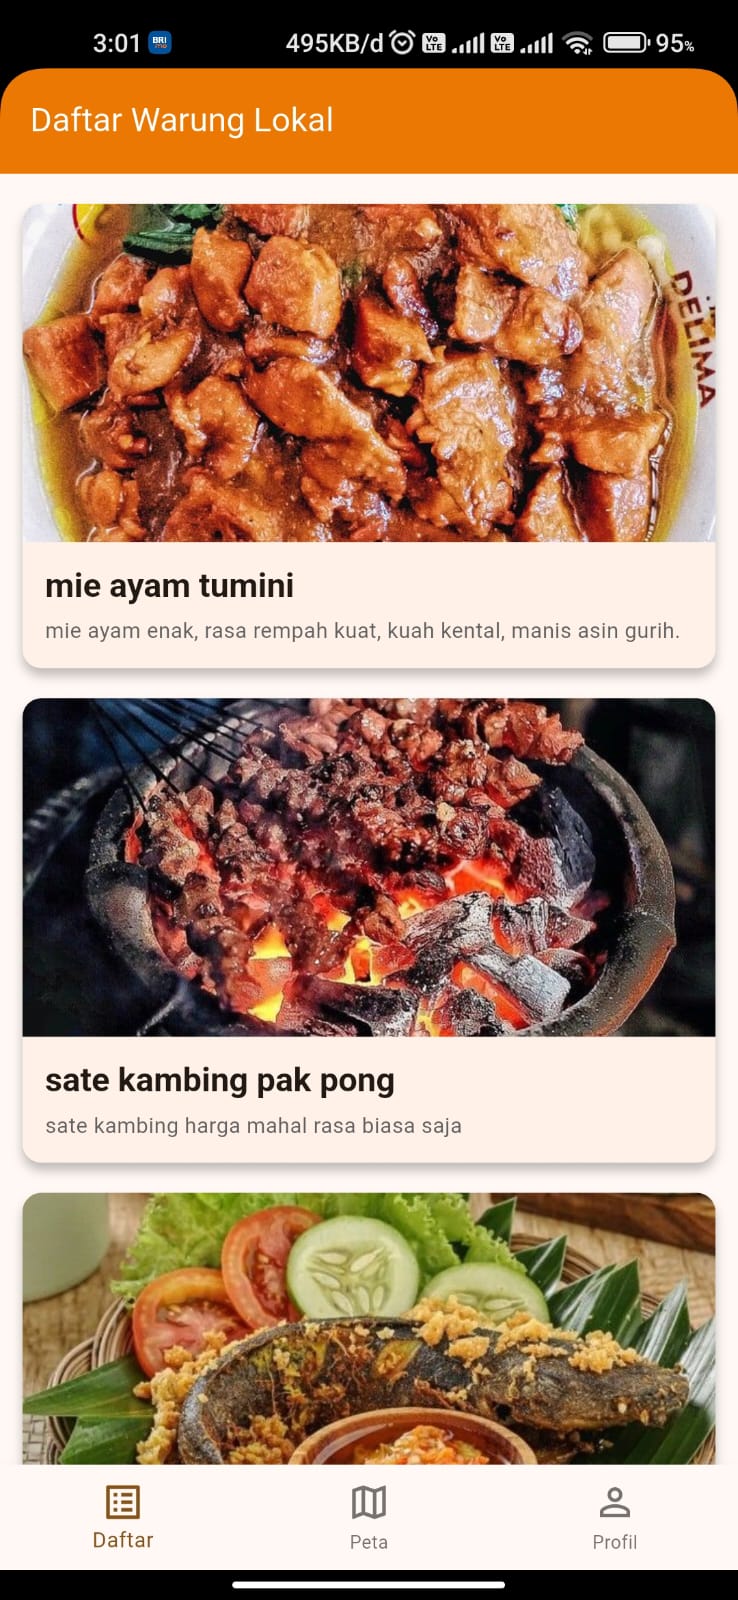 3:01 BRI mo 495KB/d Vo LTE Vo LTE 95%
Daftar Warung Lokal
DELIMA
mie ayam tumini
mie ayam enak, rasa rempah kuat, kuah kental, manis asin gurih.
sate kambing pak pong
sate kambing harga mahal rasa biasa saja
Daftar Peta Profil